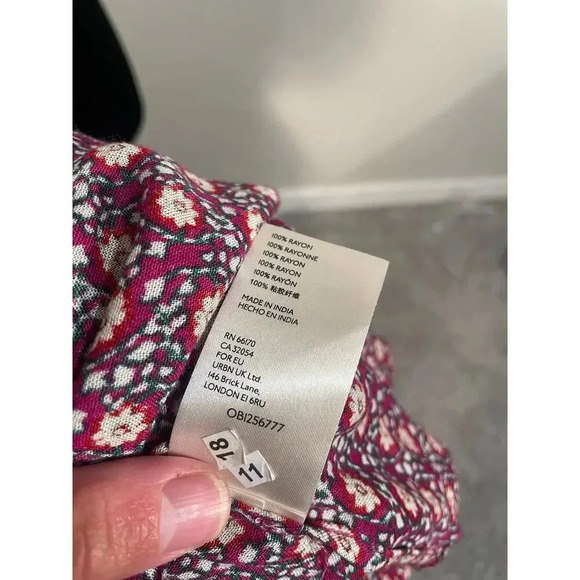 100% RAYON
100% RAYONNE
100% RAYON
100% RAYON
100% RAYÓN
100% 粘胶纤维
MADE IN INDIA
HECHO EN INDIA
RN 66170
CA 32054
FOR EU
URBN UK Ltd.
146 Brick Lane,
LONDON E1 6RU
OB1256777
18
11